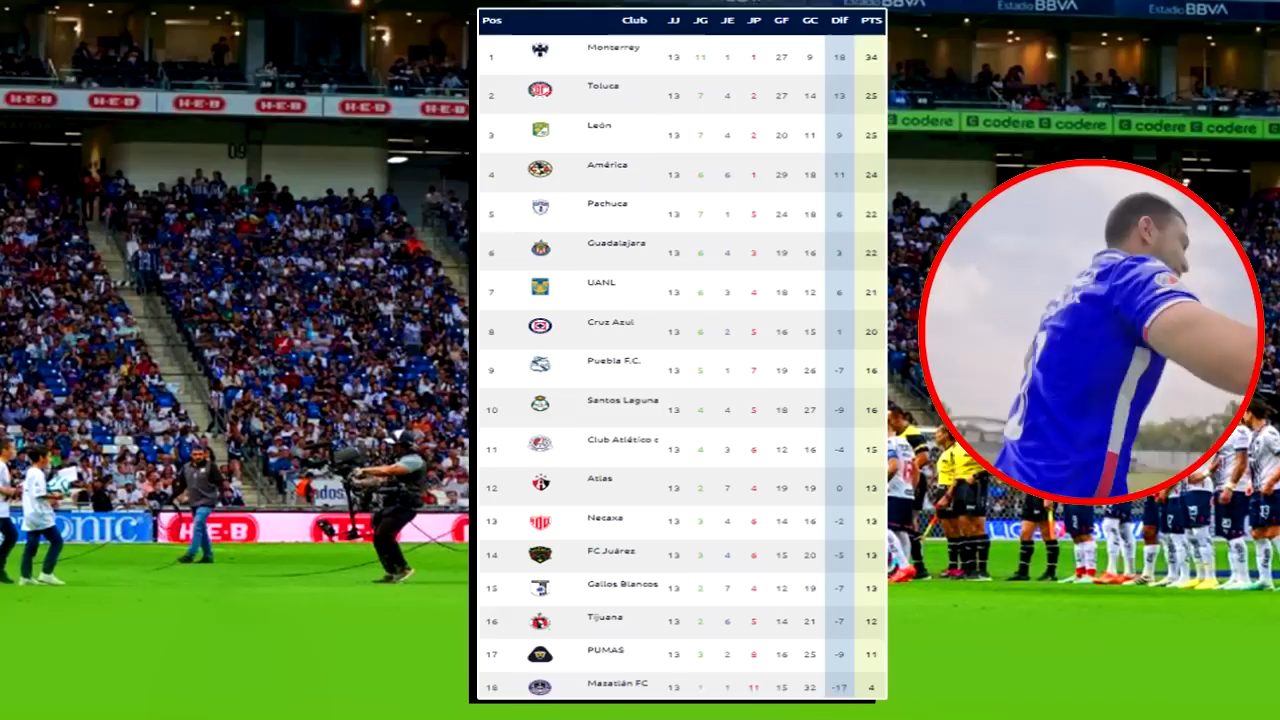 Pos Club JJ JG JE JP GF GC Dif PTS
1 Monterrey 13 11 1 1 27 9 18 34
2 Toluca 13 7 4 2 27 14 13 25
3 León 13 7 4 2 20 11 9 25
4 América 13 6 6 1 29 18 11 24
5 Pachuca 13 7 1 5 24 18 6 22
6 Guadalajara 13 6 4 3 19 16 3 22
7 UANL 13 6 3 4 18 12 6 21
8 Cruz Azul 13 6 2 5 16 15 1 20
9 Puebla F.C. 13 5 1 7 19 26 -7 16
10 Santos Laguna 13 4 4 5 18 27 -9 16
11 Club Atlético 13 4 3 6 12 16 -4 15
12 Atlas 13 2 7 4 19 19 0 13
13 Necaxa 13 3 4 6 14 16 -2 13
14 FC Juárez 13 3 4 6 15 20 -5 13
15 Gallos Blancos 13 2 7 4 12 19 -7 13
16 Tijuana 13 2 6 5 14 21 -7 12
17 PUMAS 13 3 2 8 16 25 -9 11
18 Mazatlán FC 13 1 1 11 15 32 -17 4
Estadio BBVA Estadio BBVA
H-E-B H-E-B H-E-B H-E-B H-E-B H-E-B
codere codere codere codere codere
H-E-B H-E-B